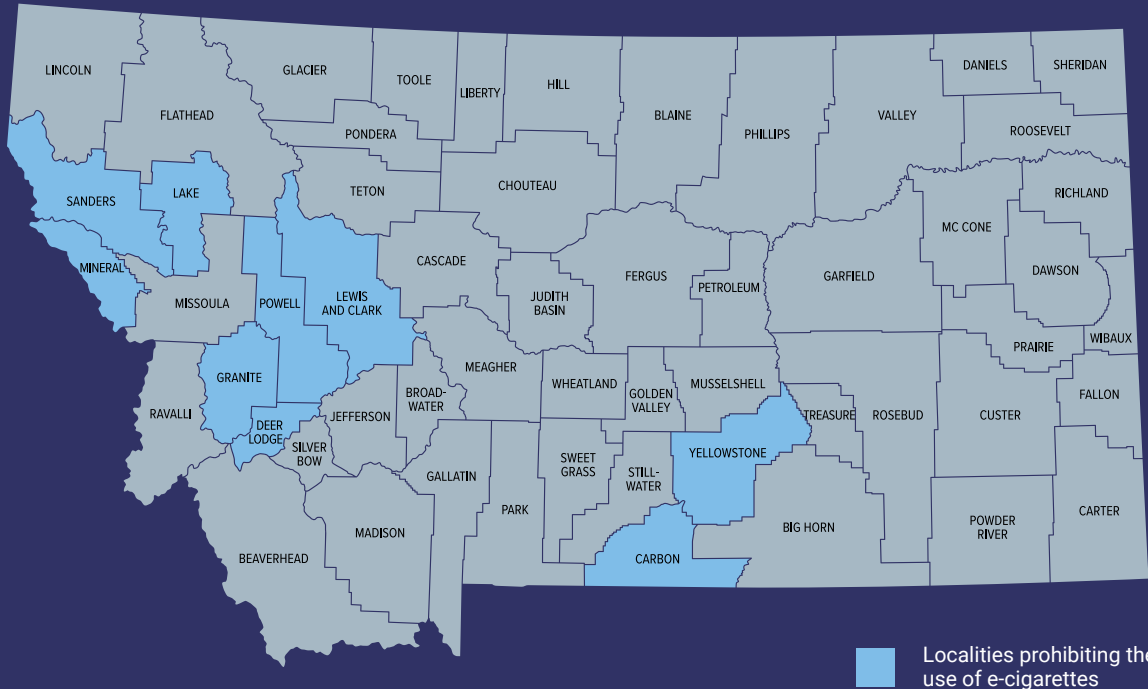 LINCOLN
GLACIER
TOOLE
LIBERTY
HILL
BLAINE
PHILLIPS
VALLEY
DANIELS
SHERIDAN
FLATHEAD
PONDERA
ROOSEVELT
SANDERS
LAKE
TETON
CHOUTEAU
RICHLAND
MC CONE
MINERAL
MISSOULA
POWELL
LEWIS
AND CLARK
CASCADE
JUDITH
BASIN
FERGUS
PETROLEUM
GARFIELD
DAWSON
WIBAUX
PRAIRIE
GRANITE
RAVALLI
DEER
LODGE
SILVER
BOW
JEFFERSON
BROAD-
WATER
MEAGHER
WHEATLAND
GOLDEN
VALLEY
MUSSELSHELL
TREASURE
ROSEBUD
CUSTER
FALLON
YELLOWSTONE
SWEET
GRASS
STILL-
WATER
GALLATIN
PARK
MADISON
BEAVERHEAD
CARBON
BIG HORN
POWDER
RIVER
CARTER
Localities prohibiting the
use of e-cigarettes